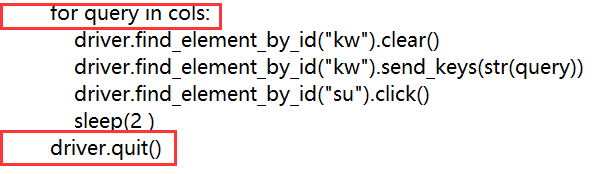 for query in cols:
driver.find_element_by_id("kw").clear()
driver.find_element_by_id("kw").send_keys(str(query))
driver.find_element_by_id("su").click()
sleep(2 )
driver.quit()